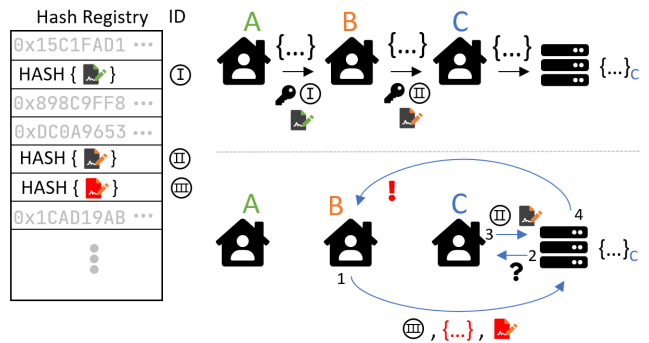 Hash Registry ID
0x15C1FAD1 ···
HASH { } I
0x898C9FF8 ···
0xDC0A9653 ···
HASH { } II
HASH { } III
0x1CAD19AB ···
A B C
{...} {...} {...} {...}C
I II
A B C
!
II 4
3
2 {...}C
1 ?
III , {...} ,